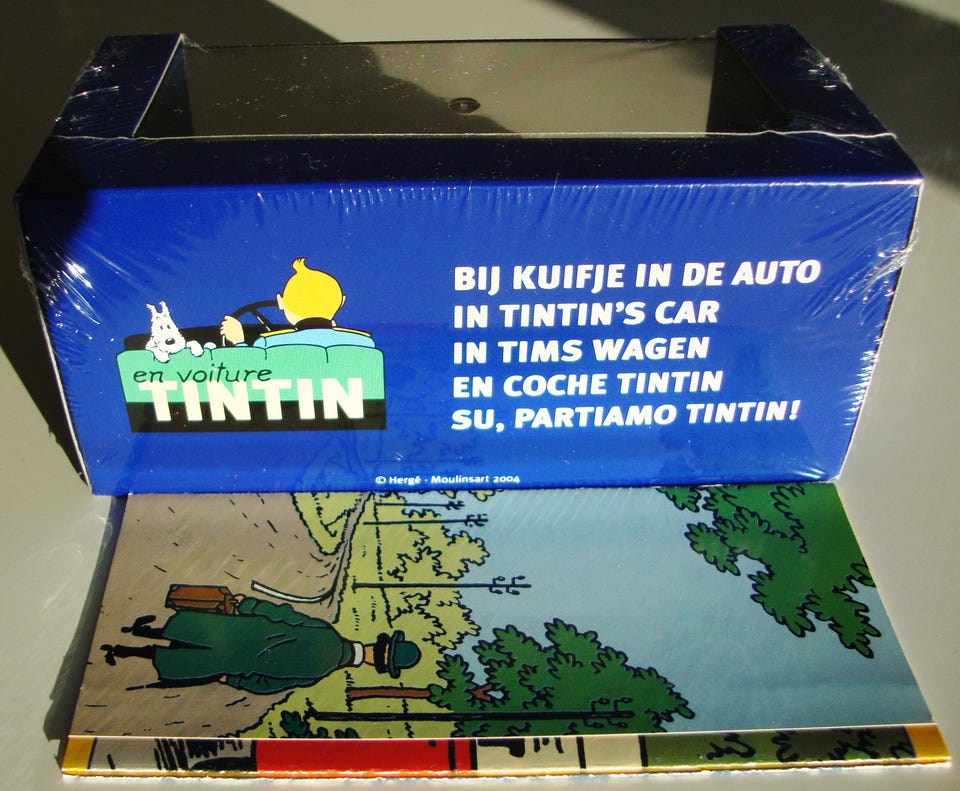 en voiture
TINTIN
BIJ KUIFJE IN DE AUTO
IN TINTIN'S CAR
IN TIMS WAGEN
EN COCHE TINTIN
SU, PARTIAMO TINTIN!
© Hergé - Moulinsart 2004